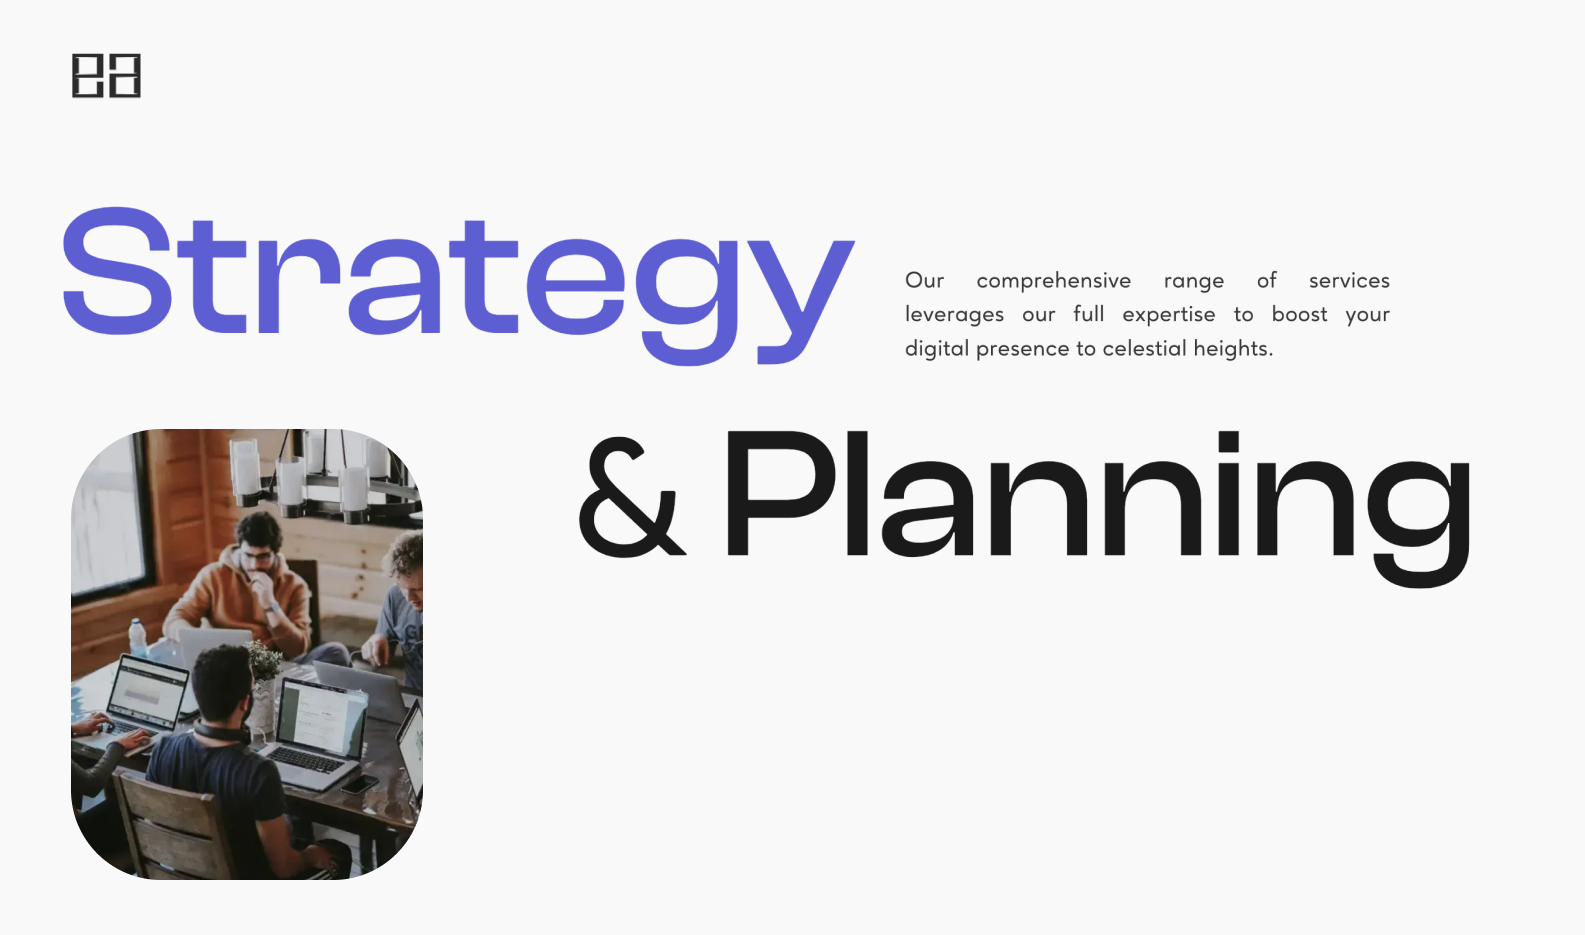 ea
Strategy
Our comprehensive range of services
leverages our full expertise to boost your
digital presence to celestial heights.
& Planning